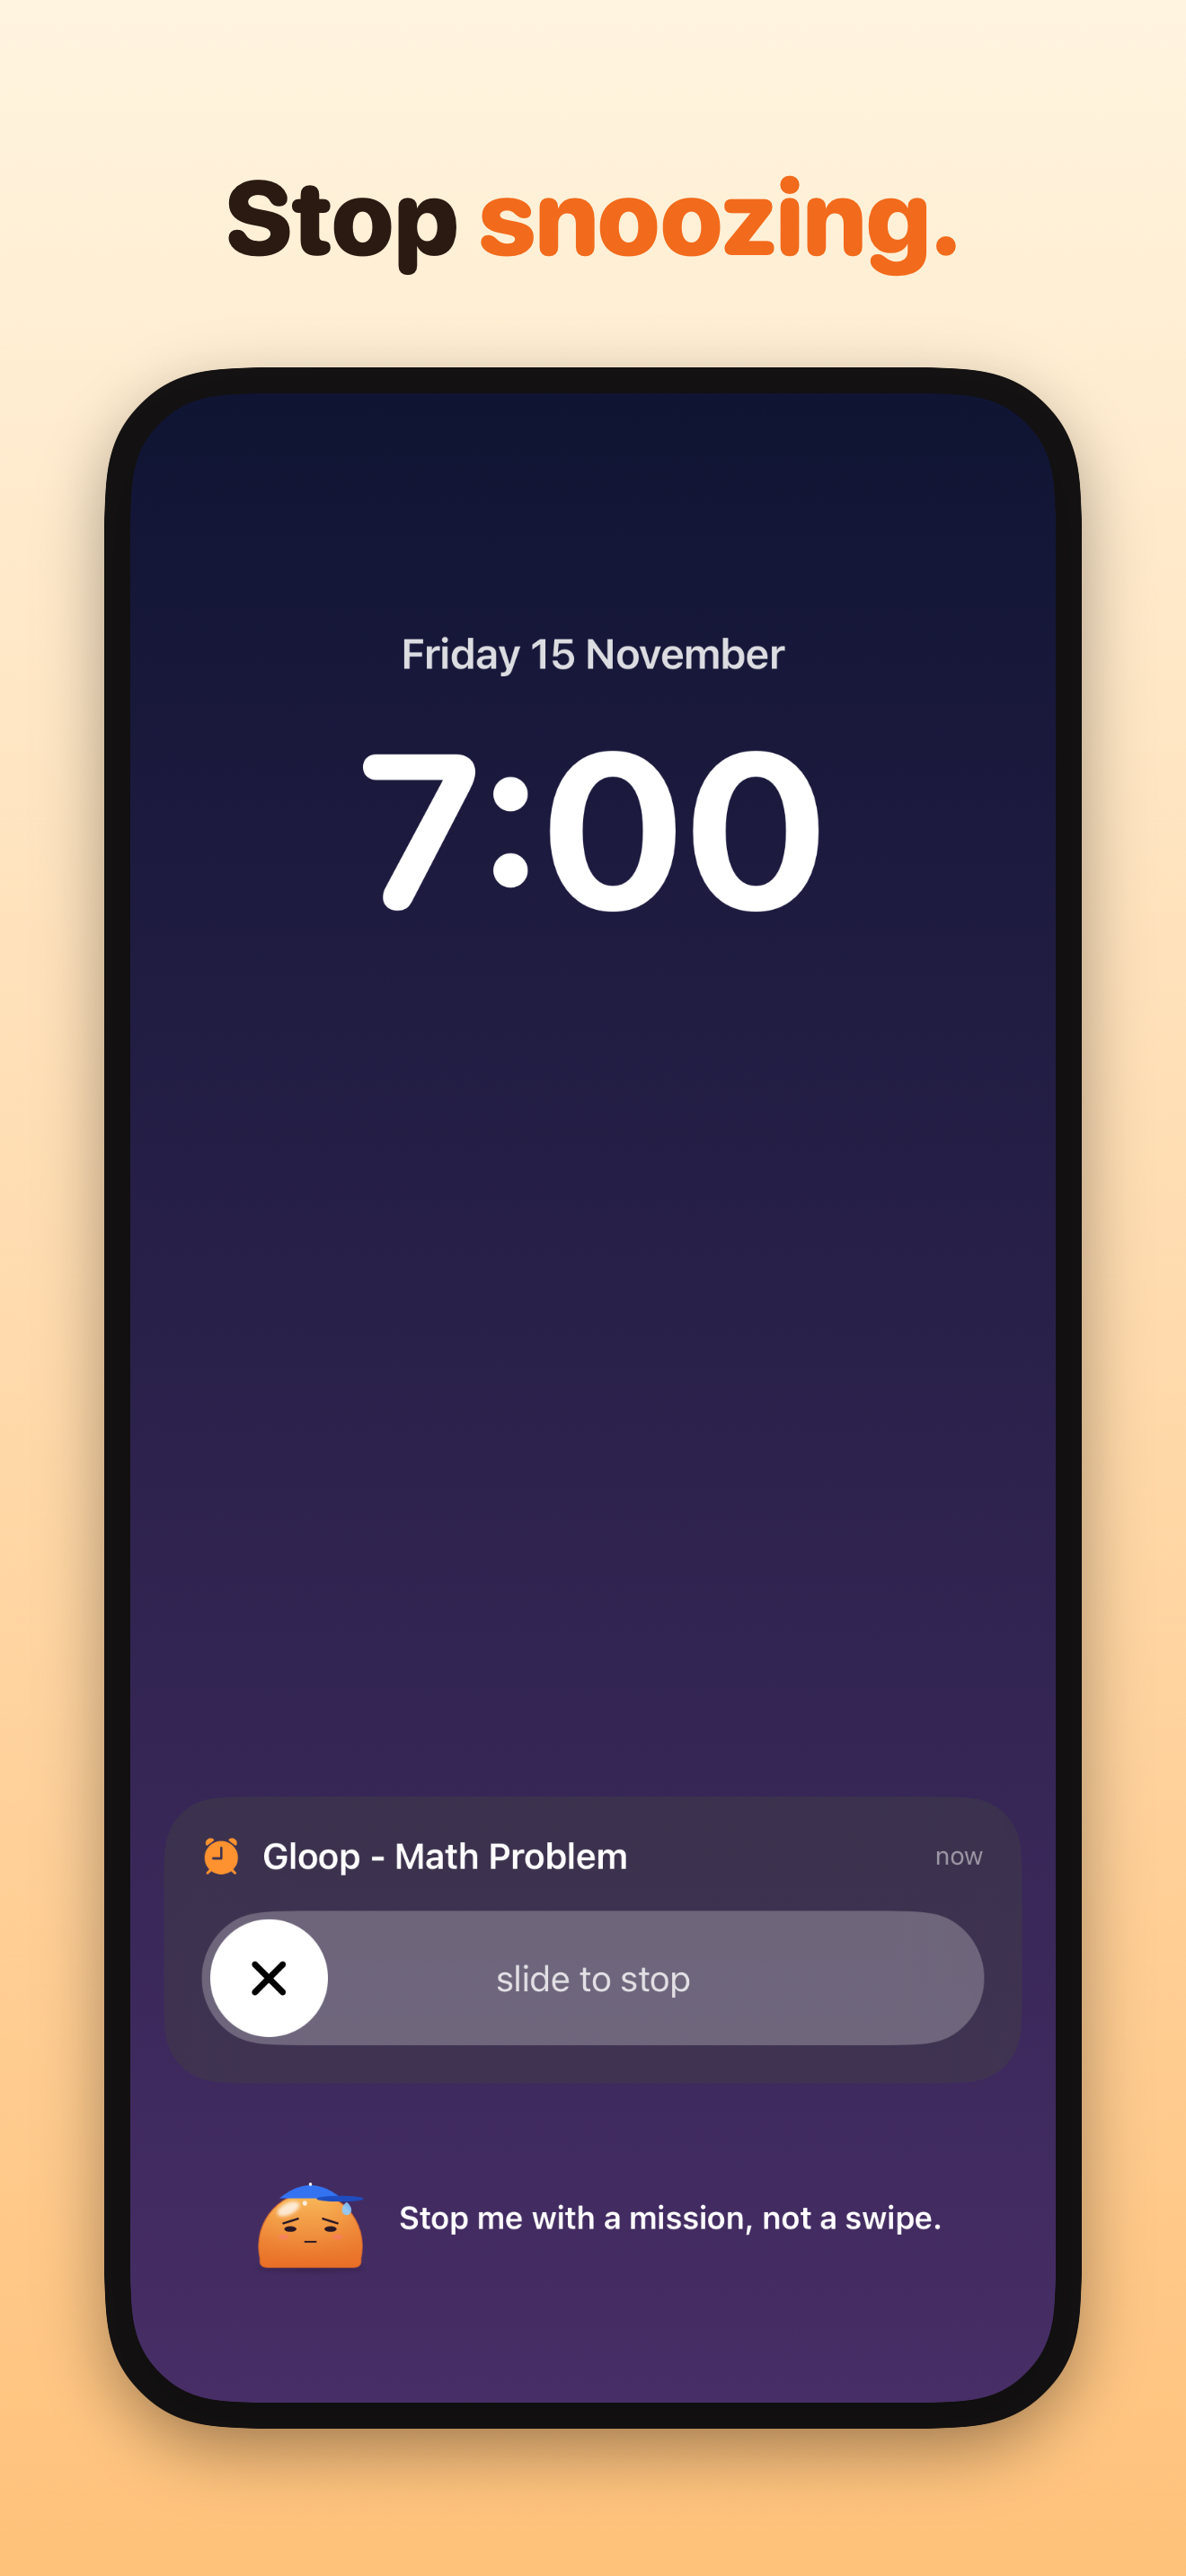 Stop snoozing.
Friday 15 November
7:00
Gloop - Math Problem
now
slide to stop
Stop me with a mission, not a swipe.